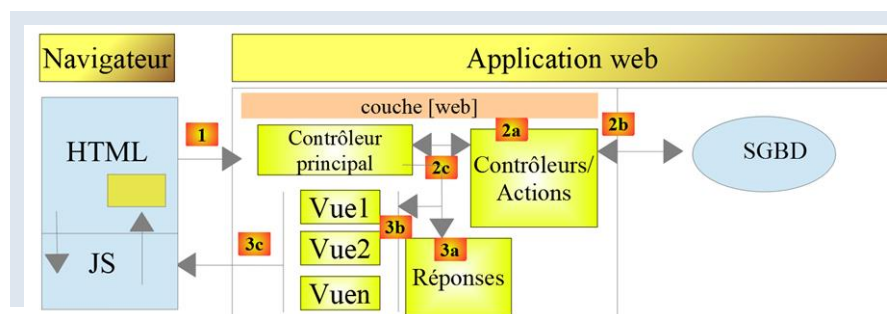 Navigateur
Application web
couche [web]
1
HTML
Contrôleur
principal
2a
2b
2c
Contrôleurs/
Actions
SGBD
Vue1
3b
3a
3c
Vue2
JS
Réponses
Vuen